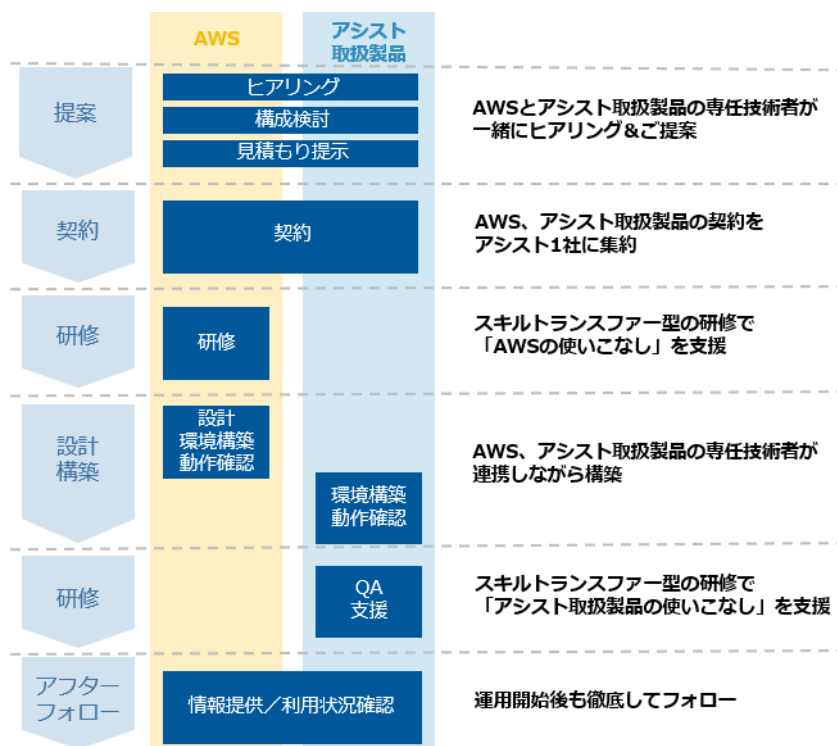 AWS
アシスト
取扱製品
提案
ヒアリング
構成検討
見積もり提示
AWSとアシスト取扱製品の専任技術者が
一緒にヒアリング&ご提案
契約
契約
AWS、アシスト取扱製品の契約を
アシスト1社に集約
研修
研修
スキルトランスファー型の研修で
「AWSの使いこなし」を支援
設計
構築
設計
環境構築
動作確認
環境構築
動作確認
AWS、アシスト取扱製品の専任技術者が
連携しながら構築
研修
QA
支援
スキルトランスファー型の研修で
「アシスト取扱製品の使いこなし」を支援
アフター
フォロー
情報提供／利用状況確認
運用開始後も徹底してフォロー